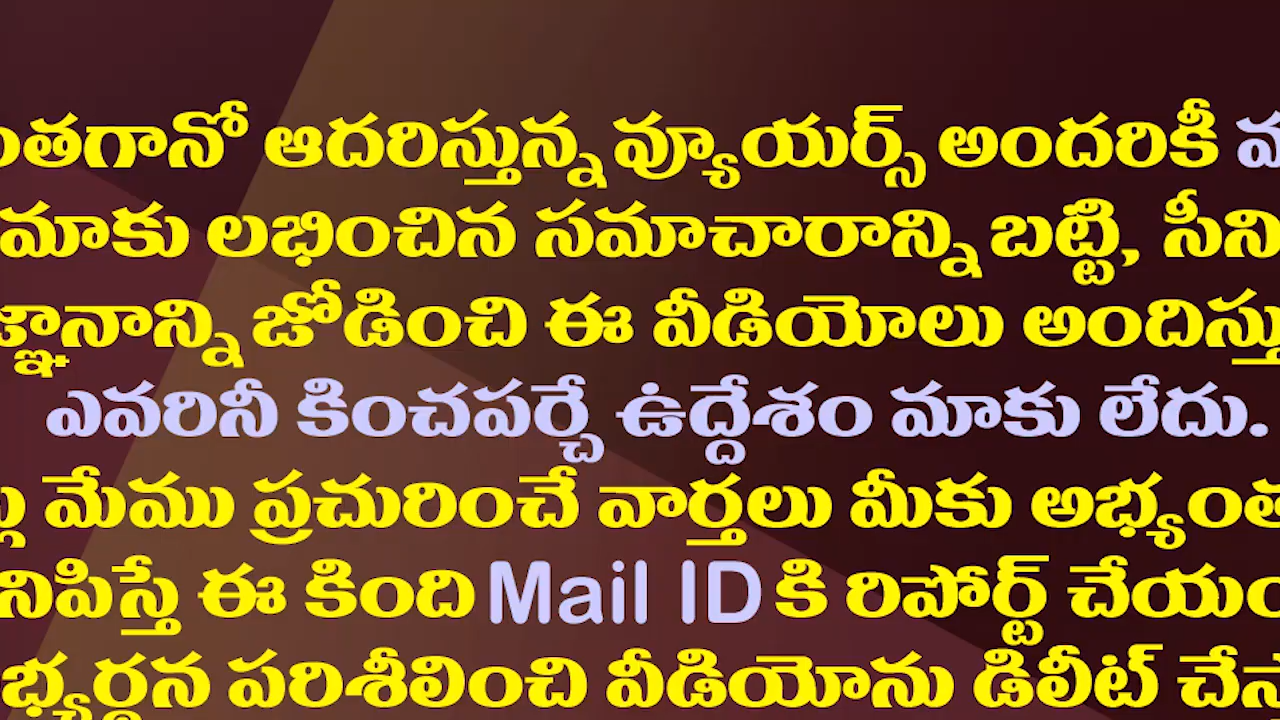 ఆదరిస్తున్న వ్యూయర్స్ అందరికీ
మాకు లభించిన సమాచారాన్ని బట్టి,
జోడించి ఈ వీడియోలు
ఎవరినీ కించపర్చే ఉద్దేశం మాకు లేదు.
మేము ప్రచురించే వార్తలు మీకు
ఈ కింది Mail ID కి రిపోర్ట్
పరిశీలించి వీడియోను డిలీట్